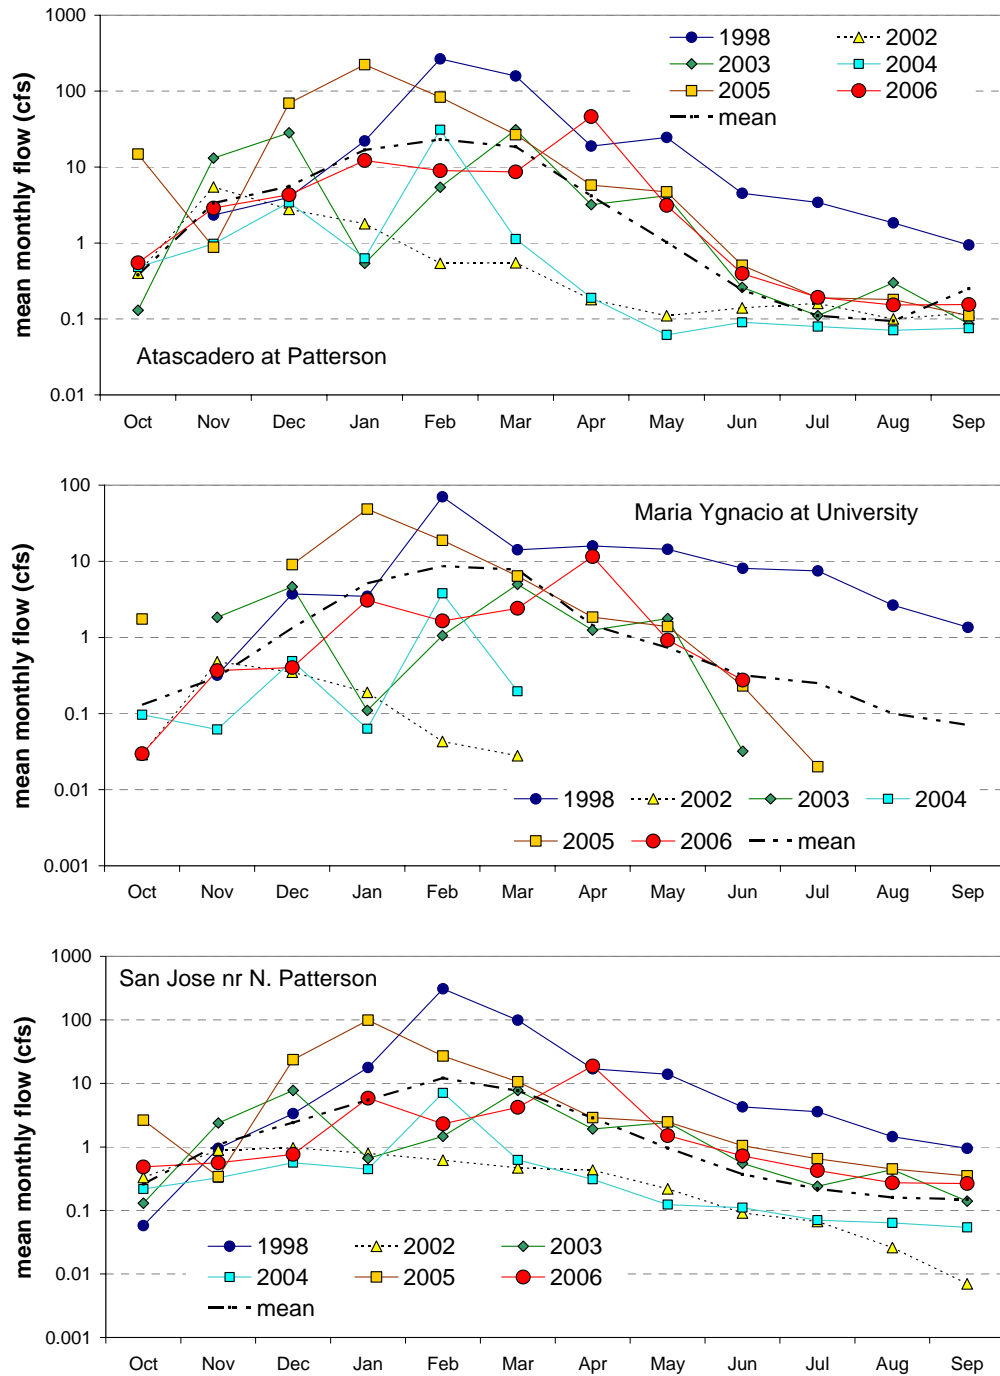 1000
100
10
1
0.1
0.01
mean monthly flow (cfs)
1998
2002
2003
2004
2005
2006
mean
Atascadero at Patterson
Oct Nov Dec Jan Feb Mar Apr May Jun Jul Aug Sep
100
10
1
0.1
0.01
0.001
mean monthly flow (cfs)
Maria Ygnacio at University
1998 2002 2003 2004
2005 2006 mean
Oct Nov Dec Jan Feb Mar Apr May Jun Jul Aug Sep
1000
100
10
1
0.1
0.01
0.001
mean monthly flow (cfs)
San Jose nr N. Patterson
1998 2002 2003
2004 2005 2006
mean
Oct Nov Dec Jan Feb Mar Apr May Jun Jul Aug Sep